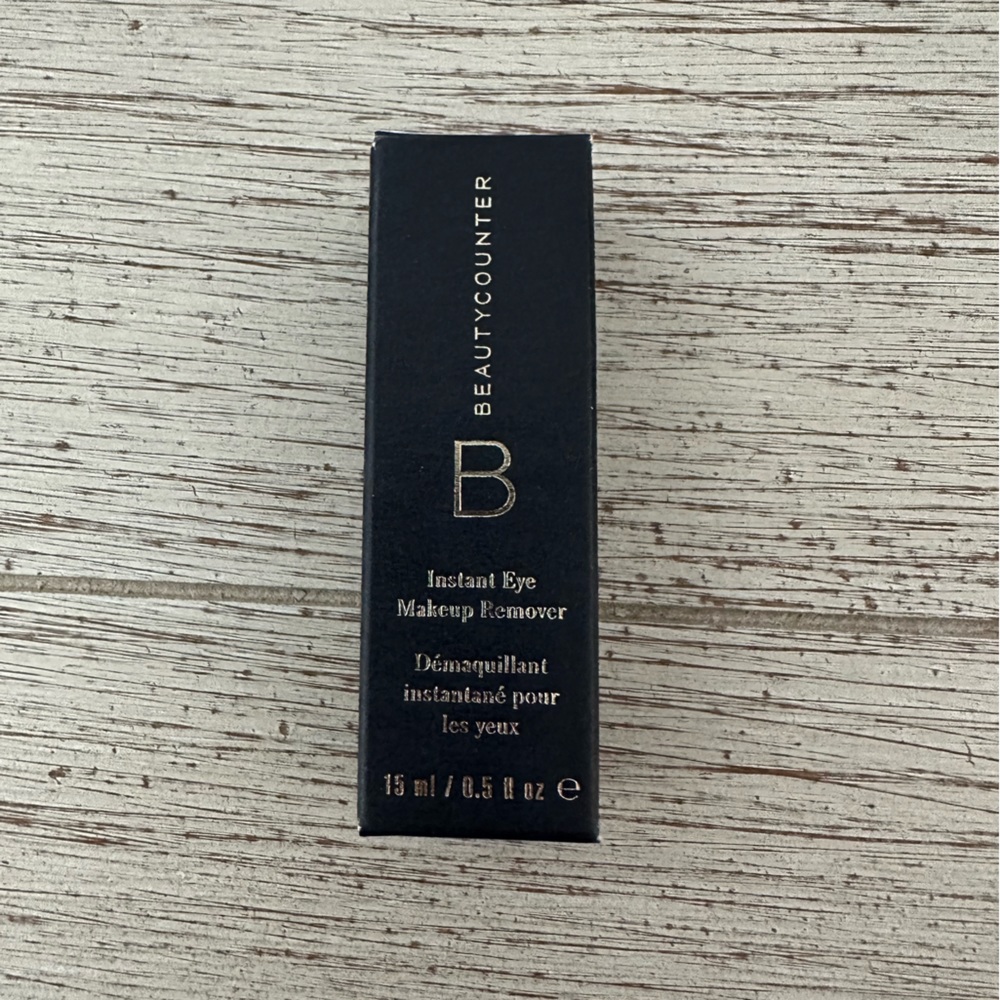 BEAUTYCOUNTER
B
Instant Eye
Makeup Remover
Démaquillant
instantané pour
les yeux
15 ml / 0.5 fl oz ℮